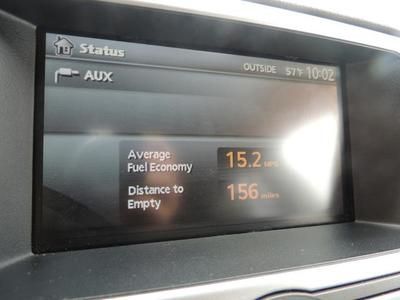 Status
OUTSIDE 57°F 10:02
AUX
Average
Fuel Economy 15.2 MPG
Distance to
Empty 156 miles